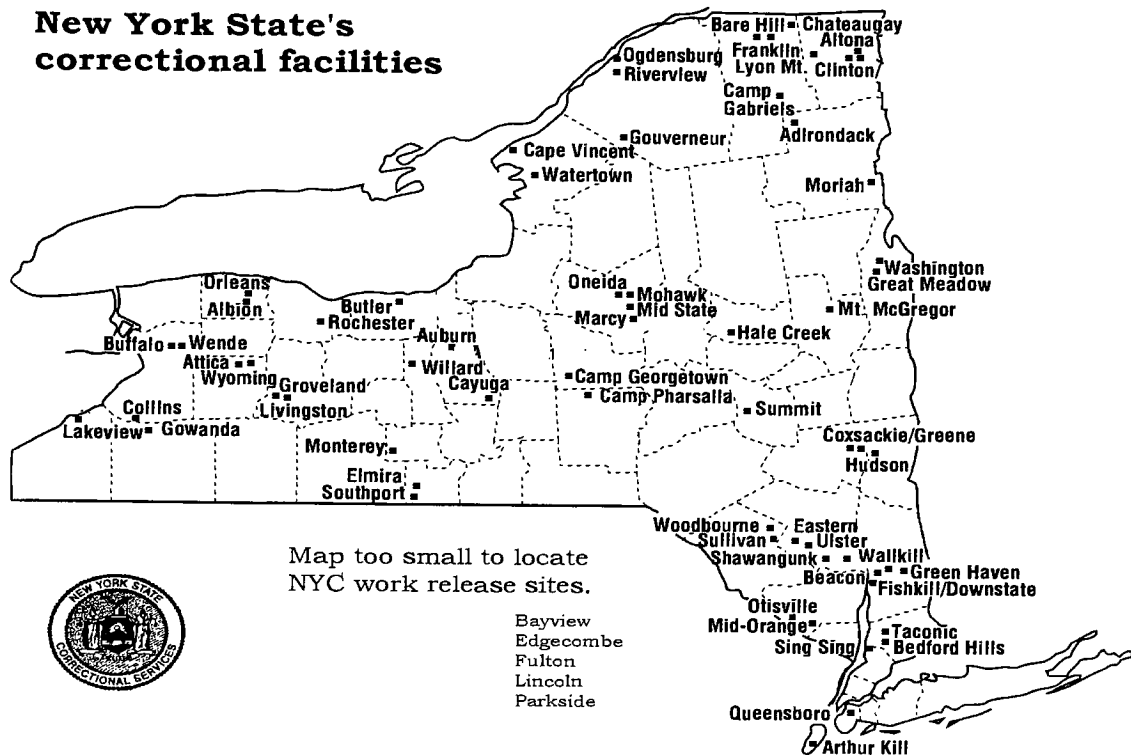 New York State's
correctional facilities
Bare Hill
Chateaugay
Altona
Franklin
Lyon Mt.
Clinton
Ogdensburg
Riverview
Camp
Gabriels
Adirondack
Gouverneur
Cape Vincent
Watertown
Moriah
Washington
Great Meadow
Orleans
Albion
Butler
Rochester
Oneida
Mohawk
Mid State
Marcy
Mt. McGregor
Hale Creek
Auburn
Buffalo
Wende
Attica
Wyoming
Willard
Cayuga
Groveland
Livingston
Camp Georgetown
Camp Pharsalia
Summit
Collins
Lakeview
Gowanda
Monterey
Coxsackie/Greene
Hudson
Elmira
Southport
Woodbourne
Eastern
Sullivan
Ulster
Shawangunk
Wallkill
Beacon
Green Haven
Fishkill/Downstate
Otisville
Mid-Orange
Taconic
Sing Sing
Bedford Hills
Queensboro
Arthur Kill
Map too small to locate
NYC work release sites.
Bayview
Edgecombe
Fulton
Lincoln
Parkside
NEW YORK STATE
CORRECTIONAL SERVICES